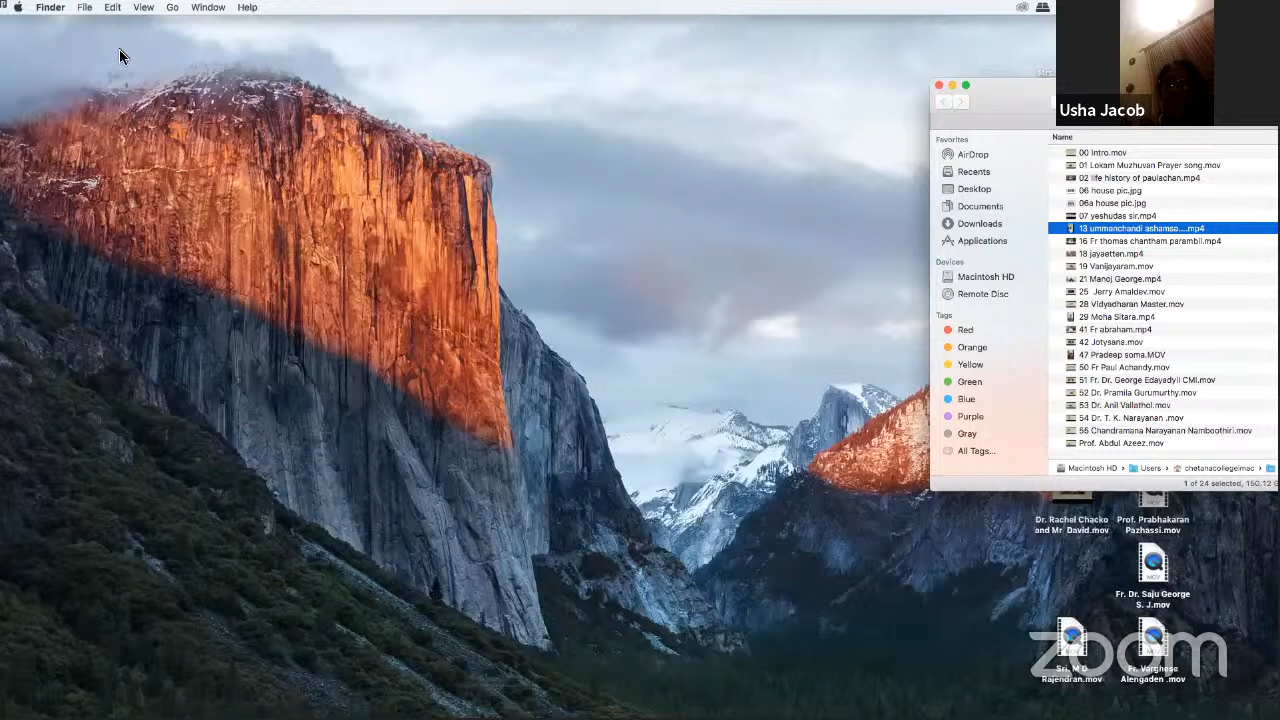 Finder File Edit View Go Window Help
Usha Jacob
Favorites
AirDrop
Recents
Desktop
Documents
Downloads
Applications
Devices
Macintosh HD
Remote Disc
Tags
Red
Orange
Yellow
Green
Blue
Purple
Gray
All Tags...
Name
00 Intro.mov
01 Lokam Muzhuvan Prayer song.mov
02 life history of paulachan.mp4
06 house pic.jpg
06a house pic.jpg
07 yeshudas sir.mp4
13 ummanchandi ashamsa....mp4
16 Fr thomas chantham parambil.mp4
18 jayaetten.mp4
19 Vanijayaram.mov
21 Manoj George.mp4
25 Jerry Amaldev.mov
28 Vidyadharan Master.mov
29 Moha Sitara.mp4
41 Fr abraham.mp4
42 Jotysana.mov
47 Pradeep soma.MOV
50 Fr Paul Achandy.mov
51 Fr. Dr. George Edayadyil CMI.mov
52 Dr. Pramila Gurumurthy.mov
53 Dr. Anil Vallathol.mov
54 Dr. T. K. Narayanan .mov
55 Chandramana Narayanan Namboothiri.mov
Prof. Abdul Azeez.mov
Macintosh HD › Users › chetanacollegeimac ›
1 of 24 selected, 150.12 G
Dr. Rachel Chacko
and Mr David.mov
Prof. Prabhakaran
Pazhassi.mov
MOV
Fr. Dr. Saju George
S. J.mov
zoom
Sri. M D
Rajendran.mov
Fr. Varghese
Alengaden .mov